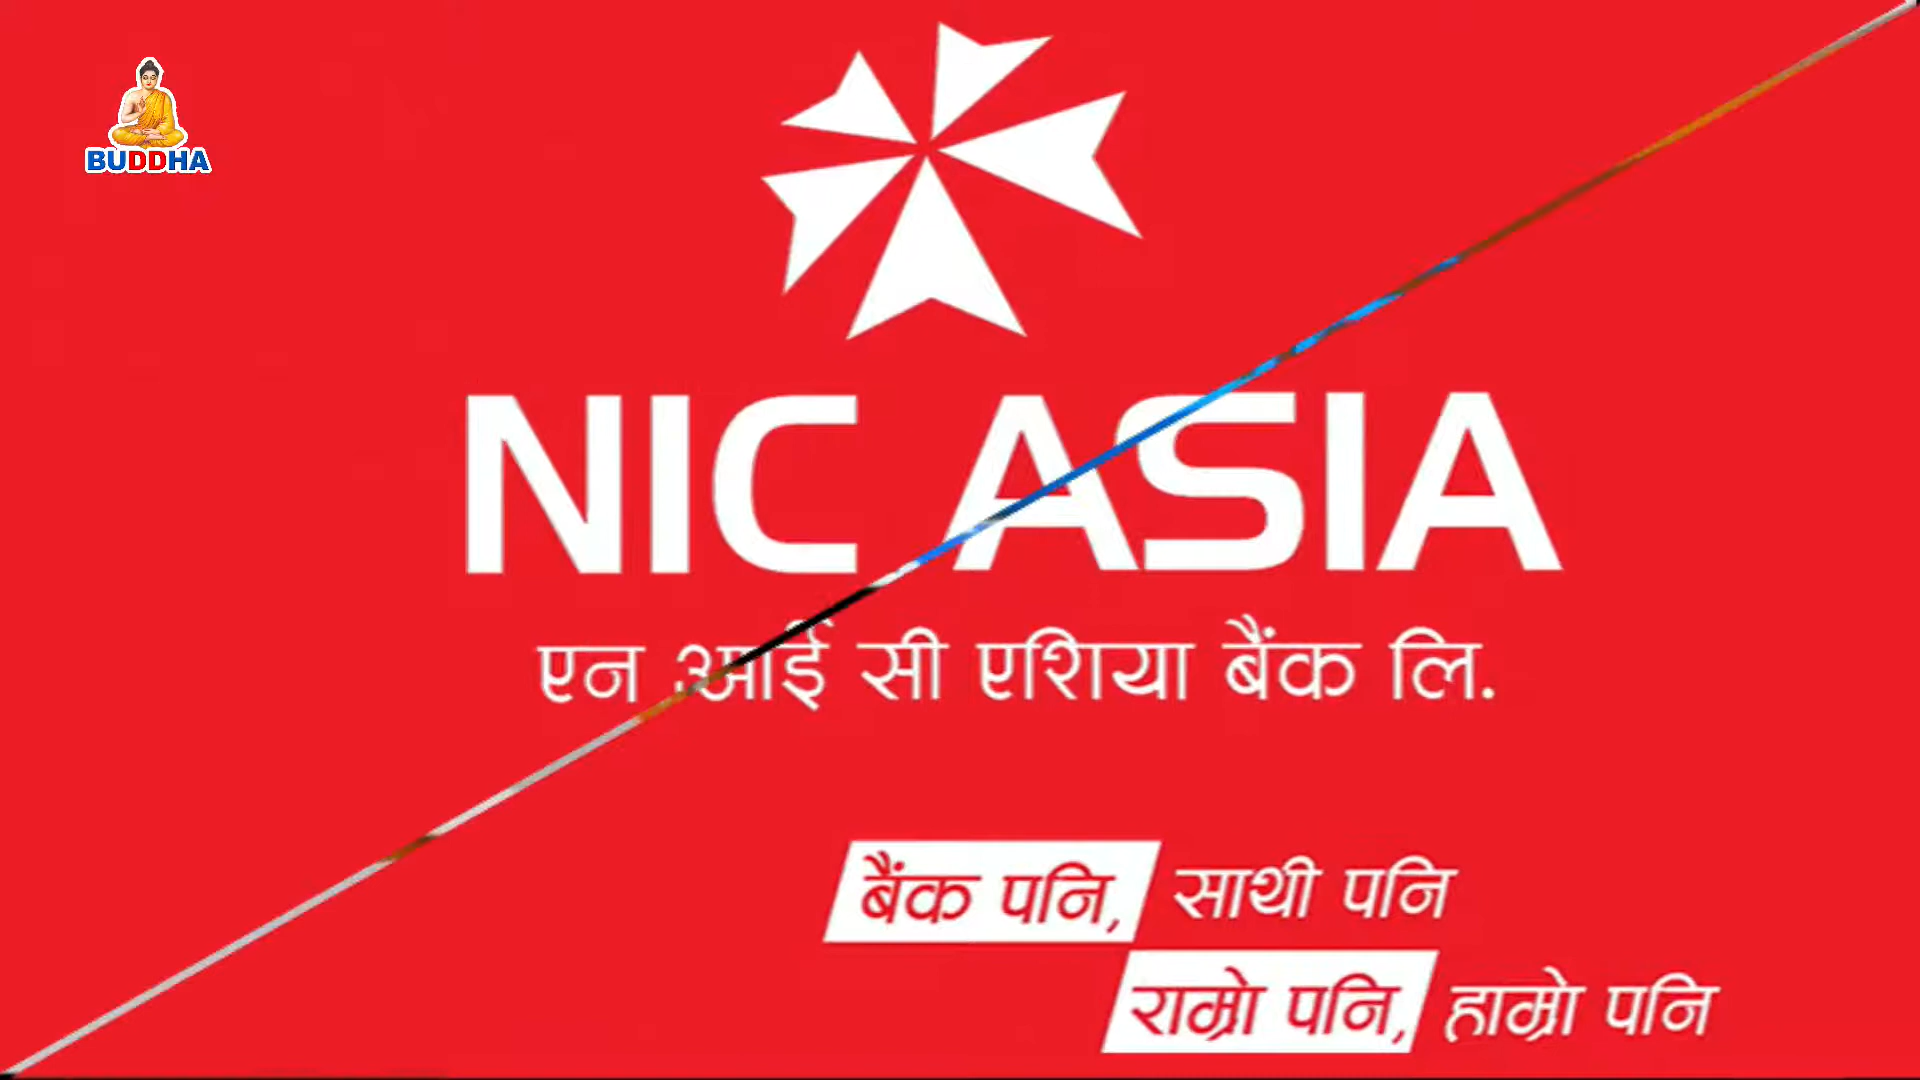 BUDDHA
NIC ASIA
एन आई सी एशिया बैंक लि.
बैंक पनि, साथी पनि
राम्रो पनि, हाम्रो पनि